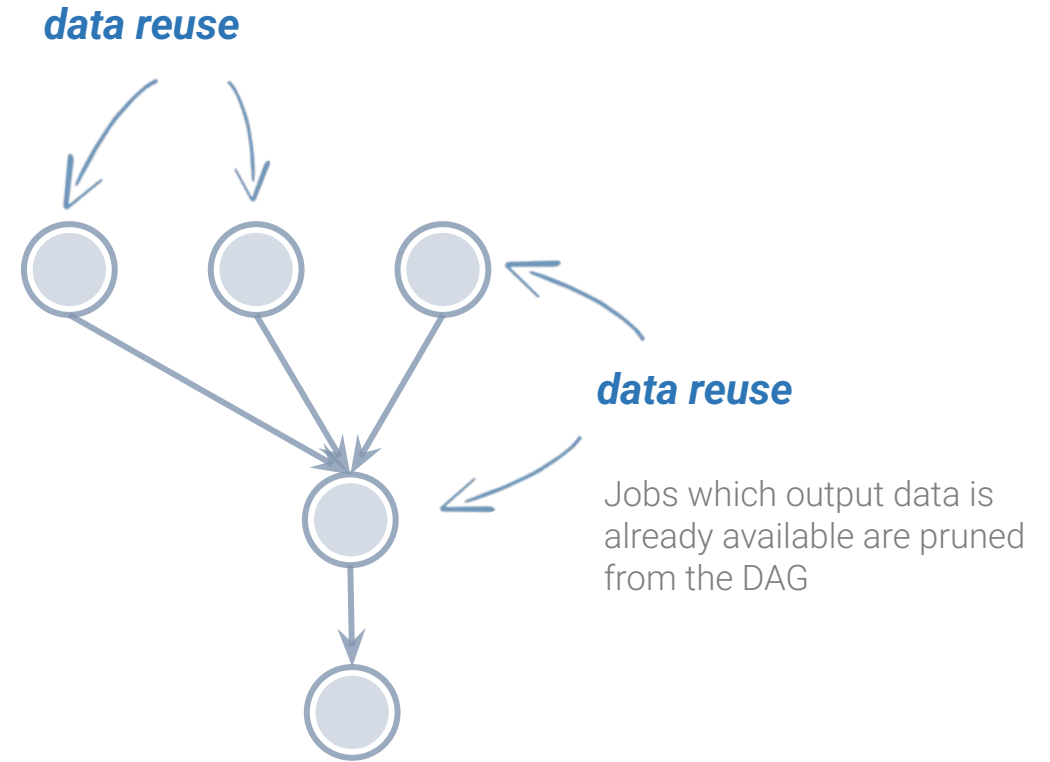 data reuse
data reuse
Jobs which output data is
already available are pruned
from the DAG